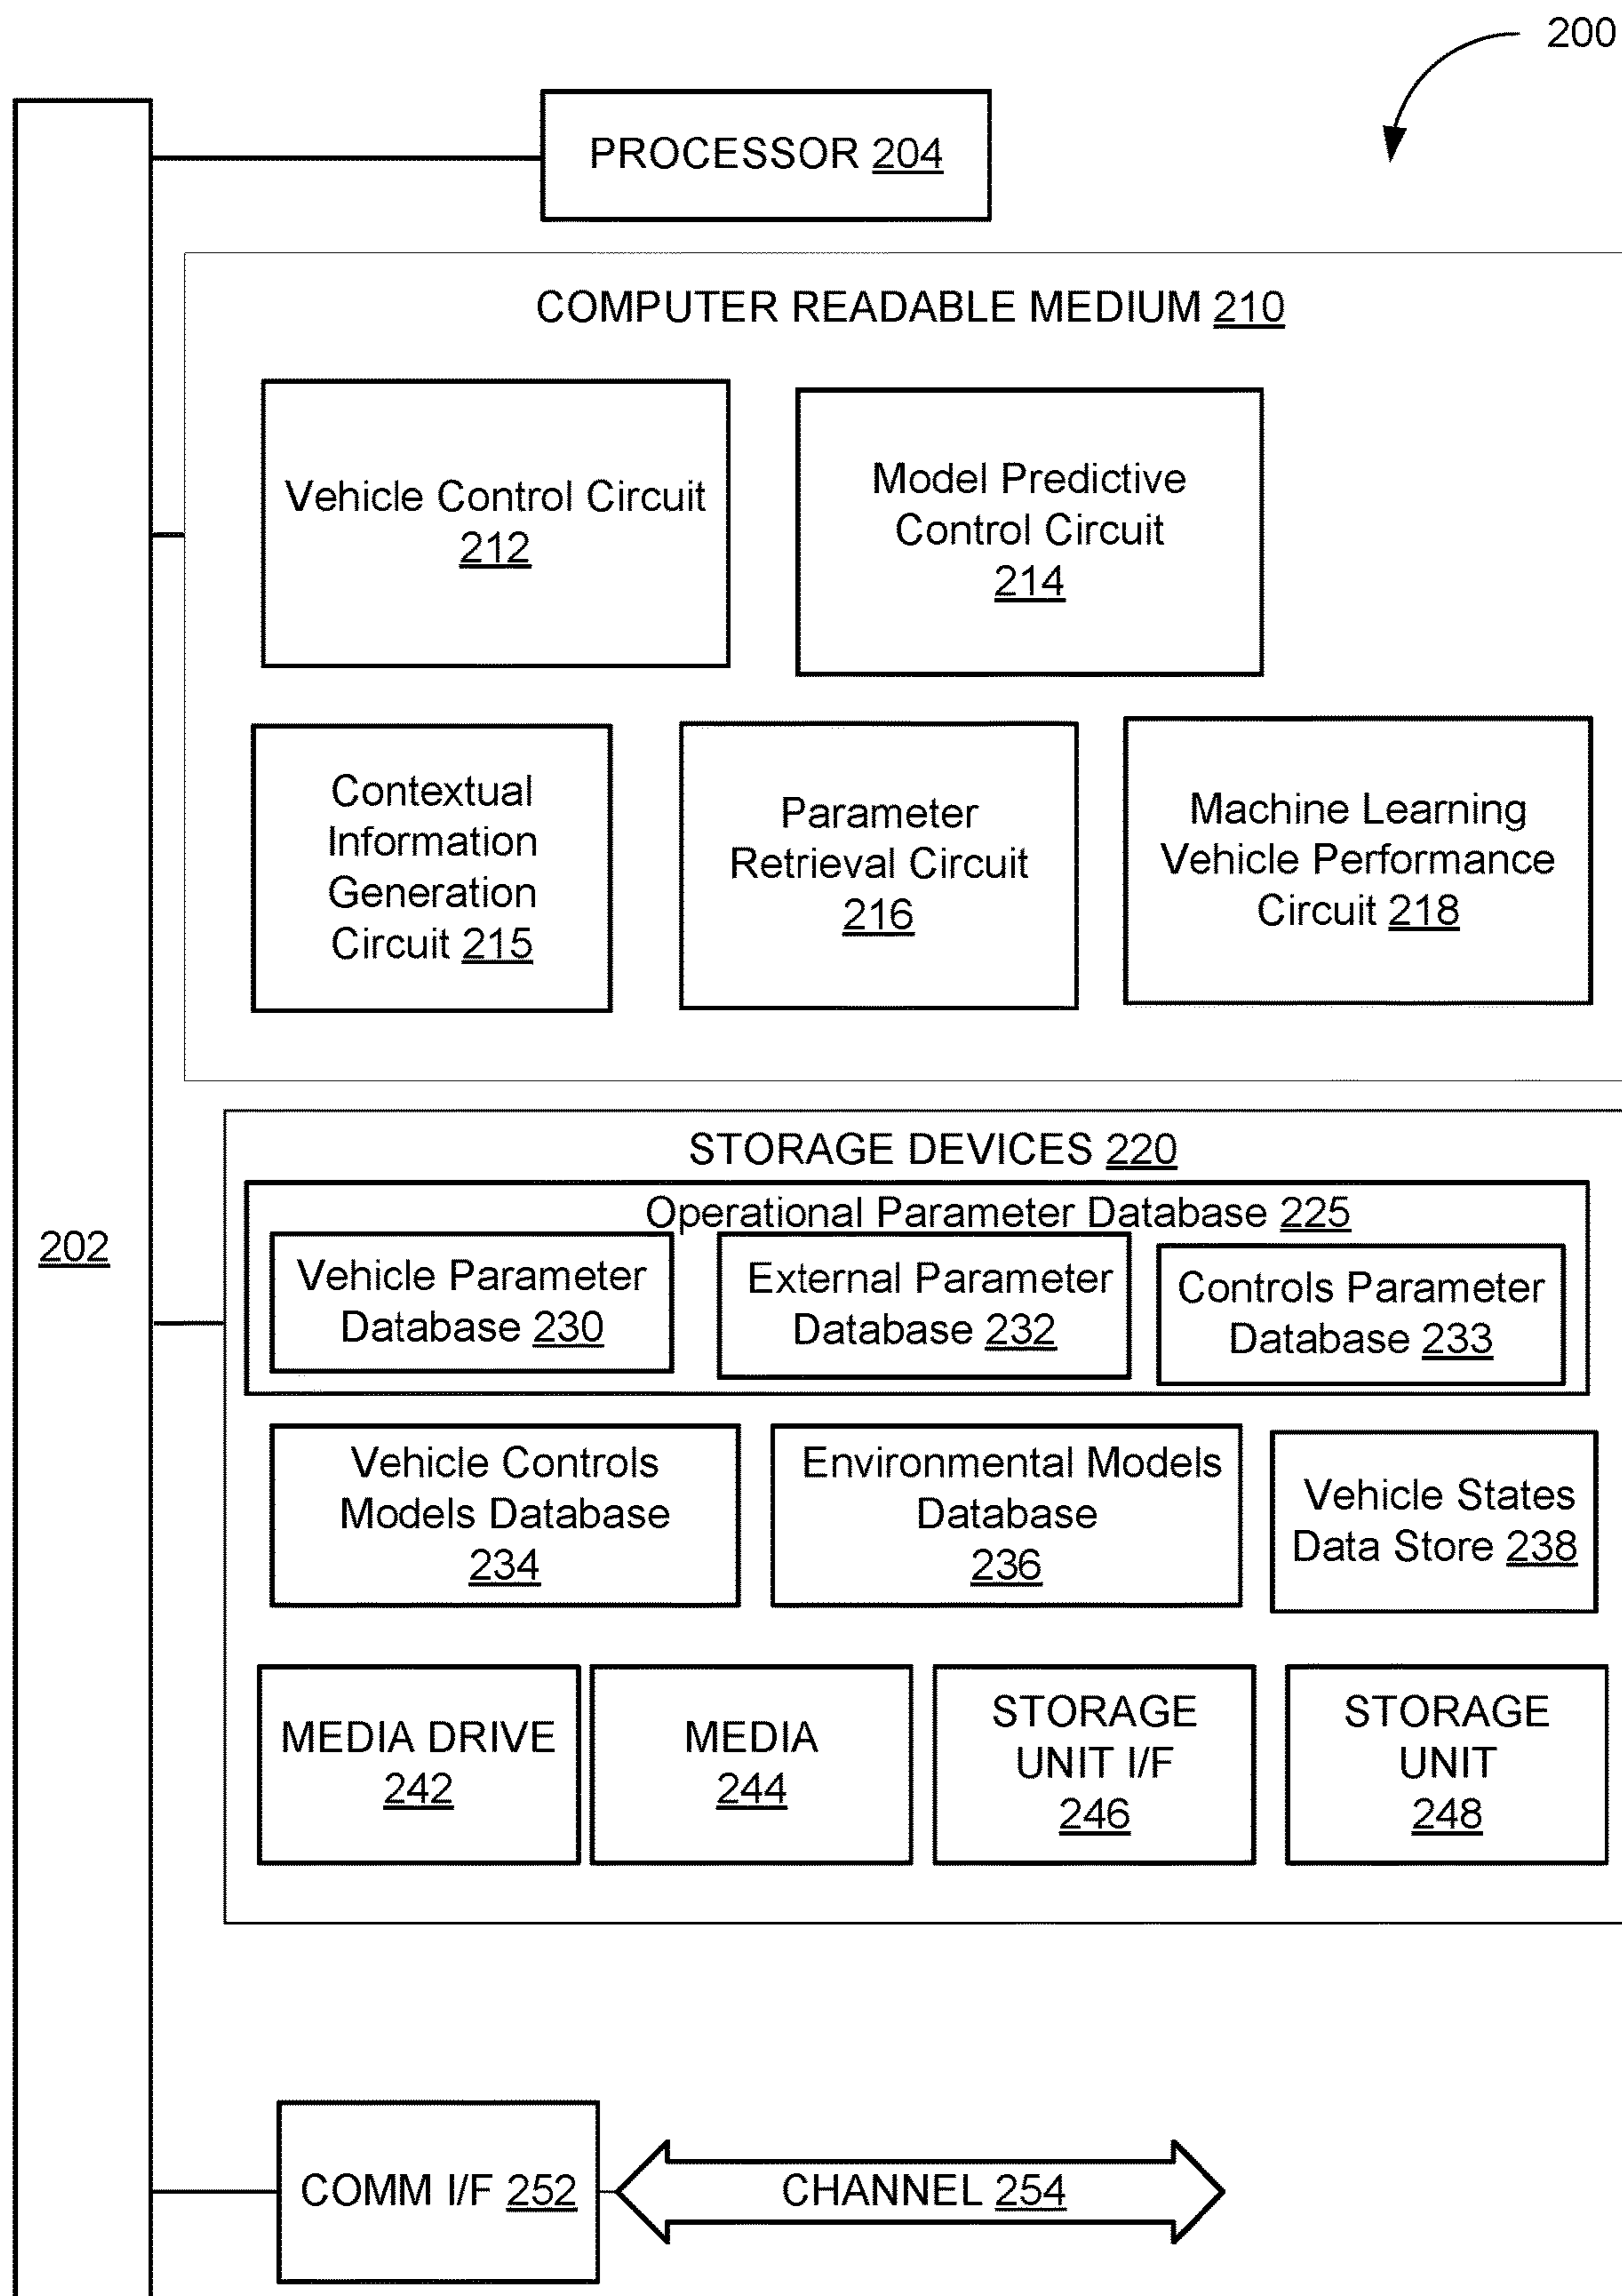 200
PROCESSOR 204
COMPUTER READABLE MEDIUM 210
Vehicle Control Circuit
212
Model Predictive
Control Circuit
214
Contextual
Information
Generation
Circuit 215
Parameter
Retrieval Circuit
216
Machine Learning
Vehicle Performance
Circuit 218
202
STORAGE DEVICES 220
Operational Parameter Database 225
Vehicle Parameter
Database 230
External Parameter
Database 232
Controls Parameter
Database 233
Vehicle Controls
Models Database
234
Environmental Models
Database
236
Vehicle States
Data Store 238
MEDIA DRIVE
242
MEDIA
244
STORAGE
UNIT I/F
246
STORAGE
UNIT
248
COMM I/F 252
CHANNEL 254